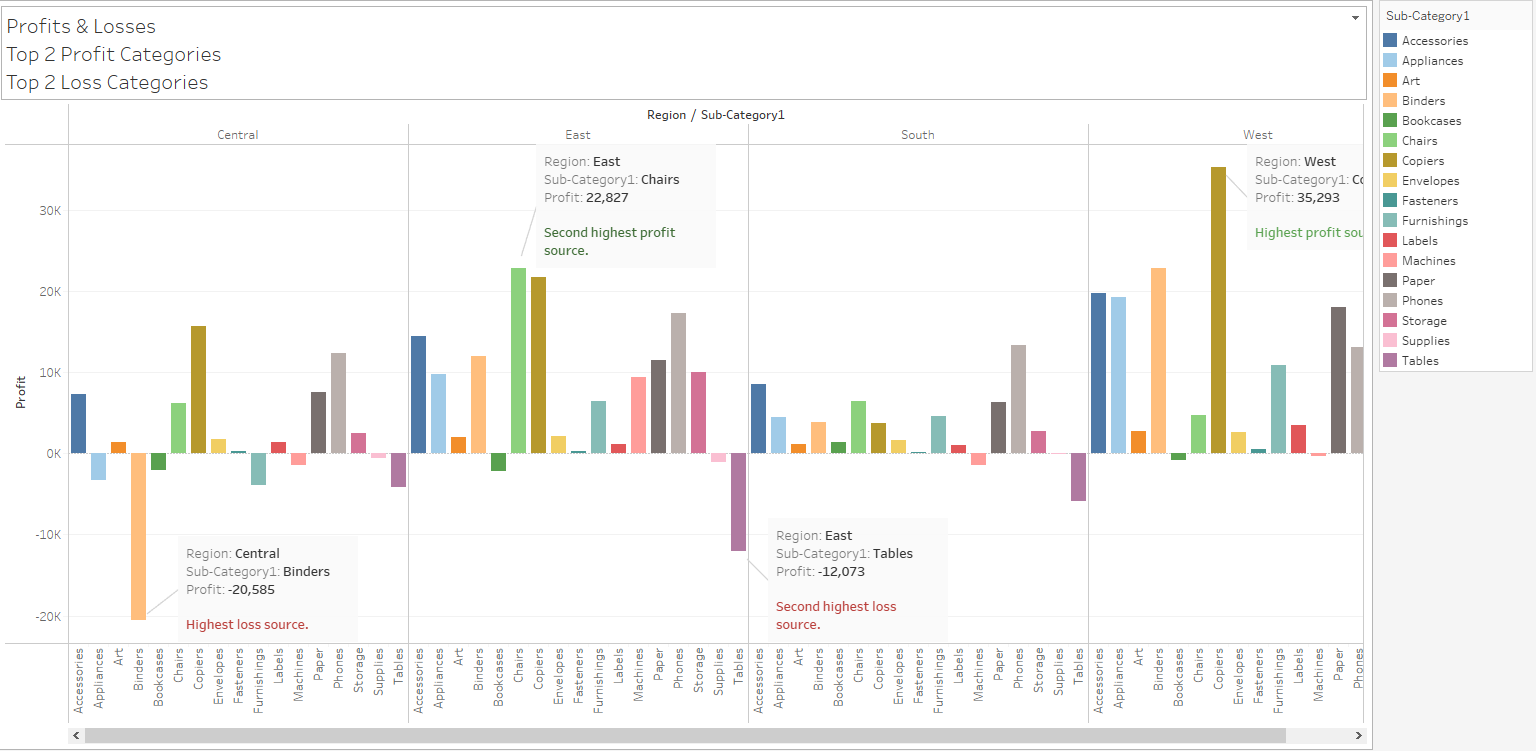 Profits & Losses
Top 2 Profit Categories
Top 2 Loss Categories
Region / Sub-Category1
Central
East
South
West
Region: East
Sub-Category1: Chairs
Profit: 22,827
Second highest profit
source.
Region: West
Sub-Category1: Co
Profit: 35,293
Highest profit sou
30K
20K
10K
0K
-10K
-20K
Profit
Region: Central
Sub-Category1: Binders
Profit: -20,585
Highest loss source.
Region: East
Sub-Category1: Tables
Profit: -12,073
Second highest loss
source.
Accessories
Appliances
Art
Binders
Bookcases
Chairs
Copiers
Envelopes
Fasteners
Furnishings
Labels
Machines
Paper
Phones
Storage
Supplies
Tables
Accessories
Appliances
Art
Binders
Bookcases
Chairs
Copiers
Envelopes
Fasteners
Furnishings
Labels
Machines
Paper
Phones
Storage
Supplies
Tables
Accessories
Appliances
Art
Binders
Bookcases
Chairs
Copiers
Envelopes
Fasteners
Furnishings
Labels
Machines
Paper
Phones
Storage
Supplies
Tables
Accessories
Appliances
Art
Binders
Bookcases
Chairs
Copiers
Envelopes
Fasteners
Furnishings
Labels
Machines
Paper
Phones
Sub-Category1
Accessories
Appliances
Art
Binders
Bookcases
Chairs
Copiers
Envelopes
Fasteners
Furnishings
Labels
Machines
Paper
Phones
Storage
Supplies
Tables